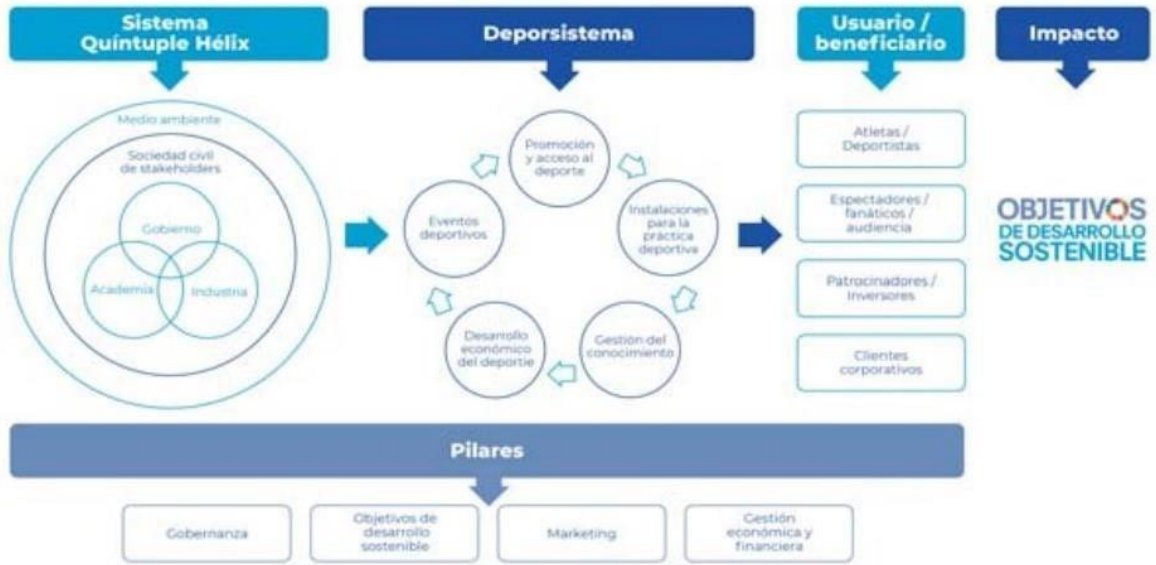 Sistema
Quíntuple Hélix
Deporsistema
Usuario /
beneficiario
Impacto
Medio ambiente
Sociedad civil
de stakeholders
Gobierno
Academia
Industria
Promoción
y acceso al
deporte
Instalaciones
para la
práctica
deportiva
Gestión del
conocimiento
Desarrollo
económico
del deportie
Eventos
deportivos
Atletas /
Deportistas
Espectadores /
fanáticos /
audiencia
Patrocinadores /
Inversores
Clientes
corporativos
OBJETIVOS
DE DESARROLLO
SOSTENIBLE
Pilares
Gobernanza
Objetivos de
desarrollo
sostenible
Marketing
Gestión
económica y
financiera